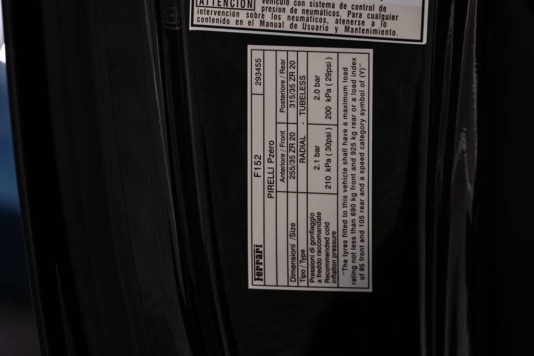 ATTENCION
vehículo con sistema de control de
presion de neumáticos. Para cualquier
intervención sobre los neumaticos, atenerse a lo
contenido en el Manual de Usuario y Mantenimiento.
Ferrari F152 293455
PIRELLI Pzero
Dimensioni /Size Anteriore / Front Posteriore / Rear
255/35 ZR 20 315/35 ZR 20
Tipo / Type RADIAL - TUBELESS
Pressioni di gonfiaggio
a freddo raccomandate
Recommended cold
inflation pressure
2.1 bar 2.0 bar
210 kPa (30psi) 200 kPa (29psi)
"The tyres fitted to this vehicle shall have a maximum load
rating not less than 690 kg front and 925 kg rear or a load index
of 95 front and 105 rear and a speed category symbol of (Y)"